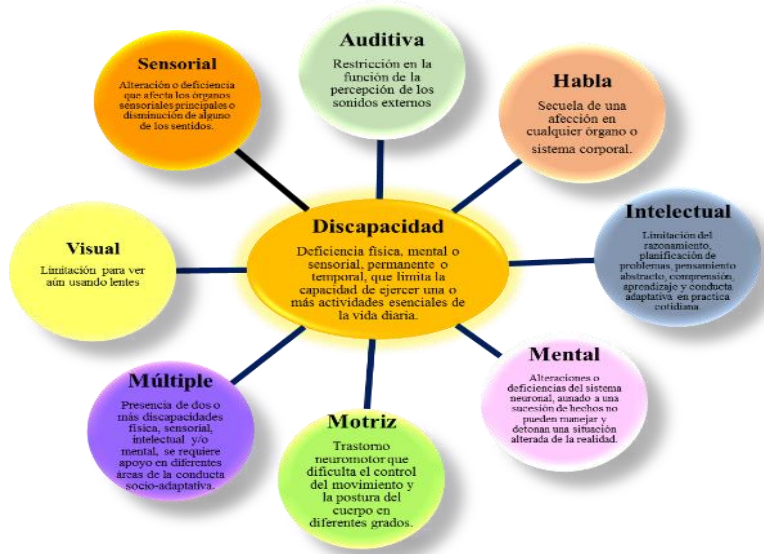 Auditiva
Restricción en la
función de la
percepción de los
sonidos externos
Sensorial
Alteración o deficiencia
que afecta los órganos
sensoriales principales o
disminución de alguno
de los sentidos.
Habla
Secuela de una
afección en
cualquier órgano o
sistema corporal.
Discapacidad
Deficiencia física, mental o
sensorial, permanente o
temporal, que limita la
capacidad de ejercer una o
más actividades esenciales de
la vida diaria.
Intelectual
Limitación del
razonamiento,
planificación de
problemas, pensamiento
abstracto, comprensión,
aprendizaje y conducta
adaptativa en practica
cotidiana.
Visual
Limitación para ver
aún usando lentes
Mental
Alteraciones o
deficiencias del sistema
neuronal, aunado a una
sucesión de hechos no
pueden manejar y
detonan una situación
alterada de la realidad.
Múltiple
Presencia de dos o
más discapacidades
física, sensorial,
intelectual y/o
mental, se requiere
apoyo en diferentes
áreas de la conducta
socio-adaptativa.
Motriz
Trastorno
neuromotor que
dificulta el control
del movimiento y
la postura del
cuerpo en
diferentes grados.